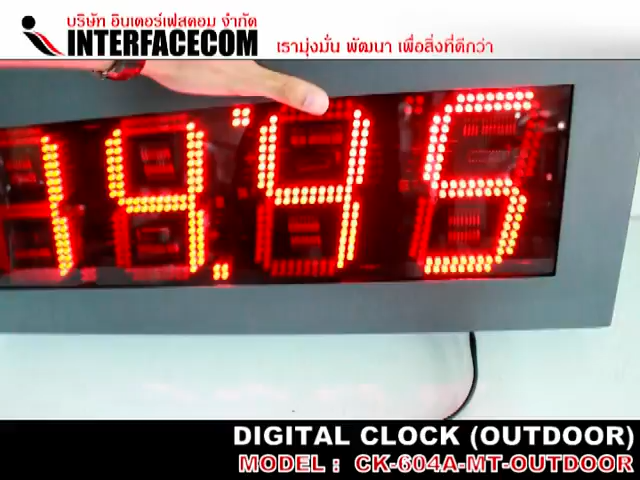 บริษัท อินเตอร์เฟสคอม จำกัด
INTERFACECOM
เรามุ่งมั่น พัฒนา เพื่อสิ่งที่ดีกว่า
14:45
DIGITAL CLOCK (OUTDOOR)
MODEL : CK-604A-MT-OUTDOOR